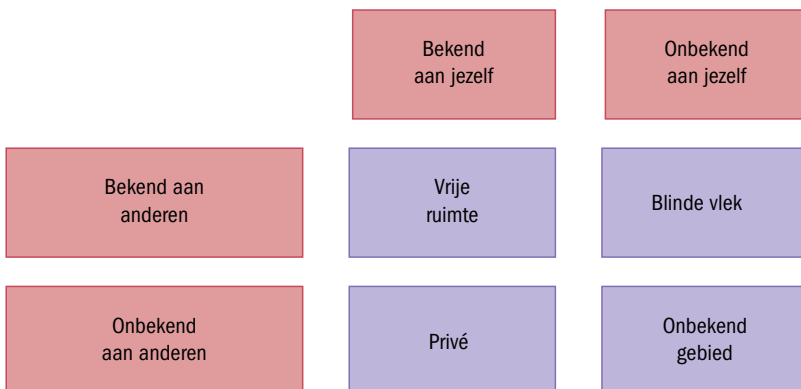 Bekend
aan jezelf
Onbekend
aan jezelf
Bekend aan
anderen
Vrije
ruimte
Blinde vlek
Onbekend
aan anderen
Privé
Onbekend
gebied